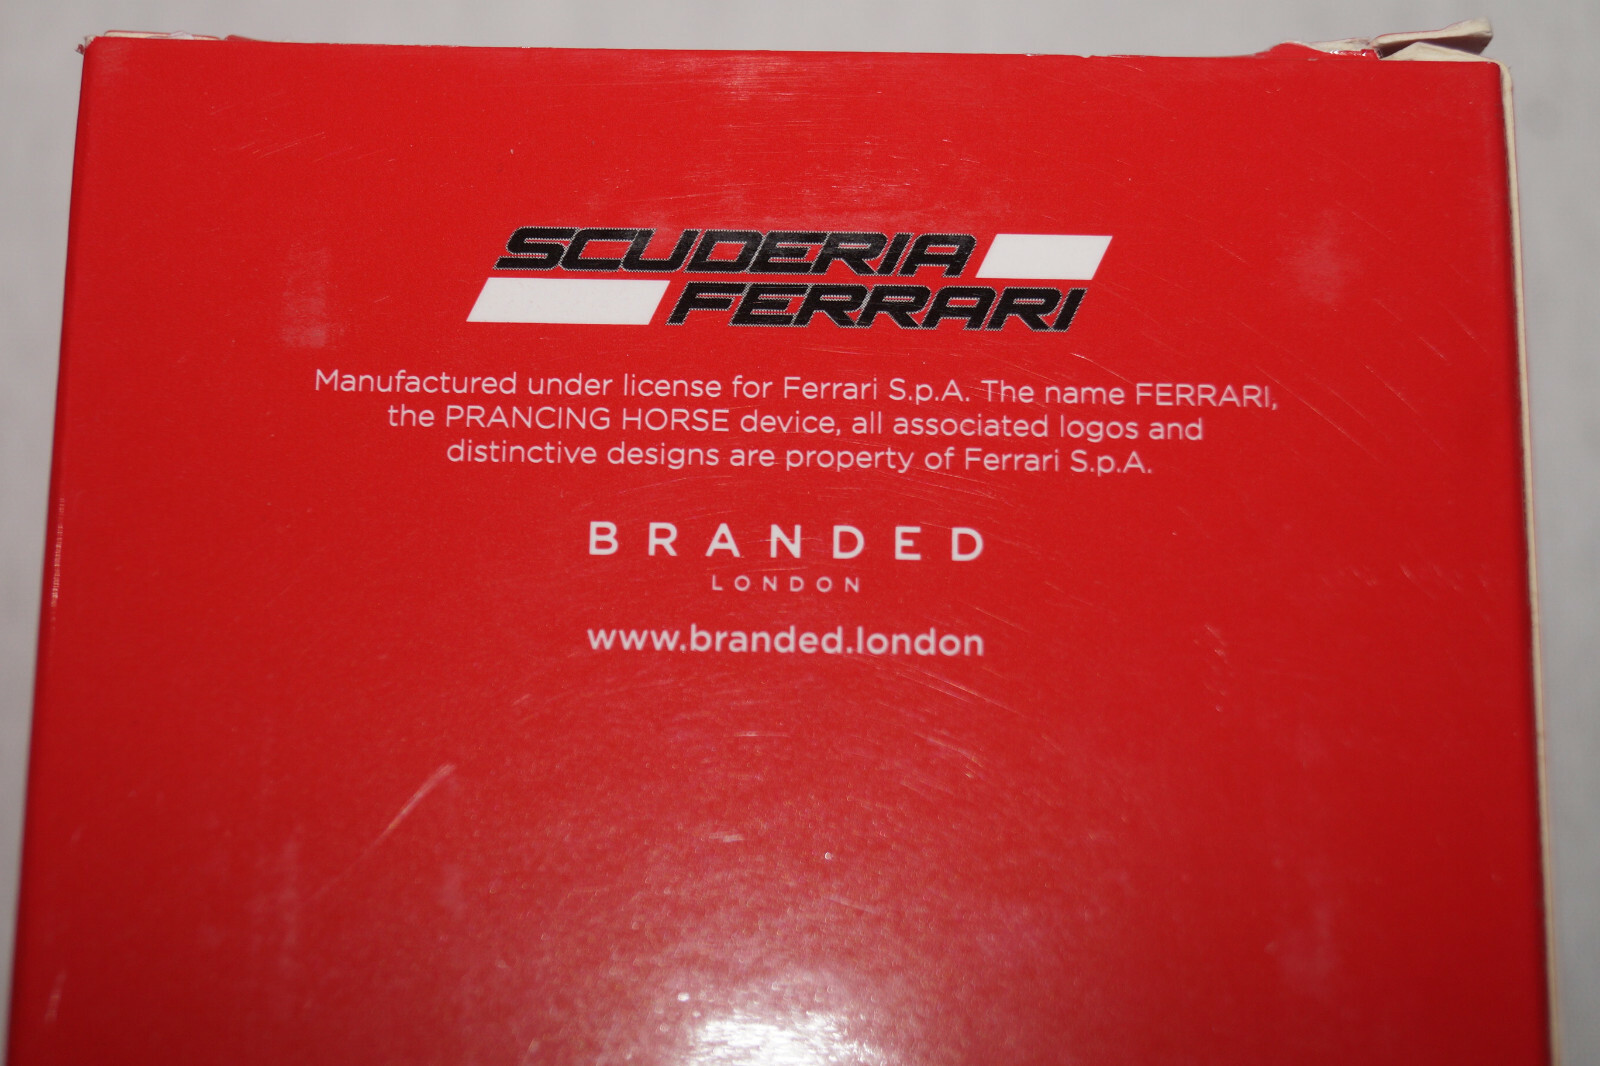 SCUDERIA
FERRARI
Manufactured under license for Ferrari S.p.A. The name FERRARI,
the PRANCING HORSE device, all associated logos and
distinctive designs are property of Ferrari S.p.A.
BRANDED
LONDON
www.branded.london